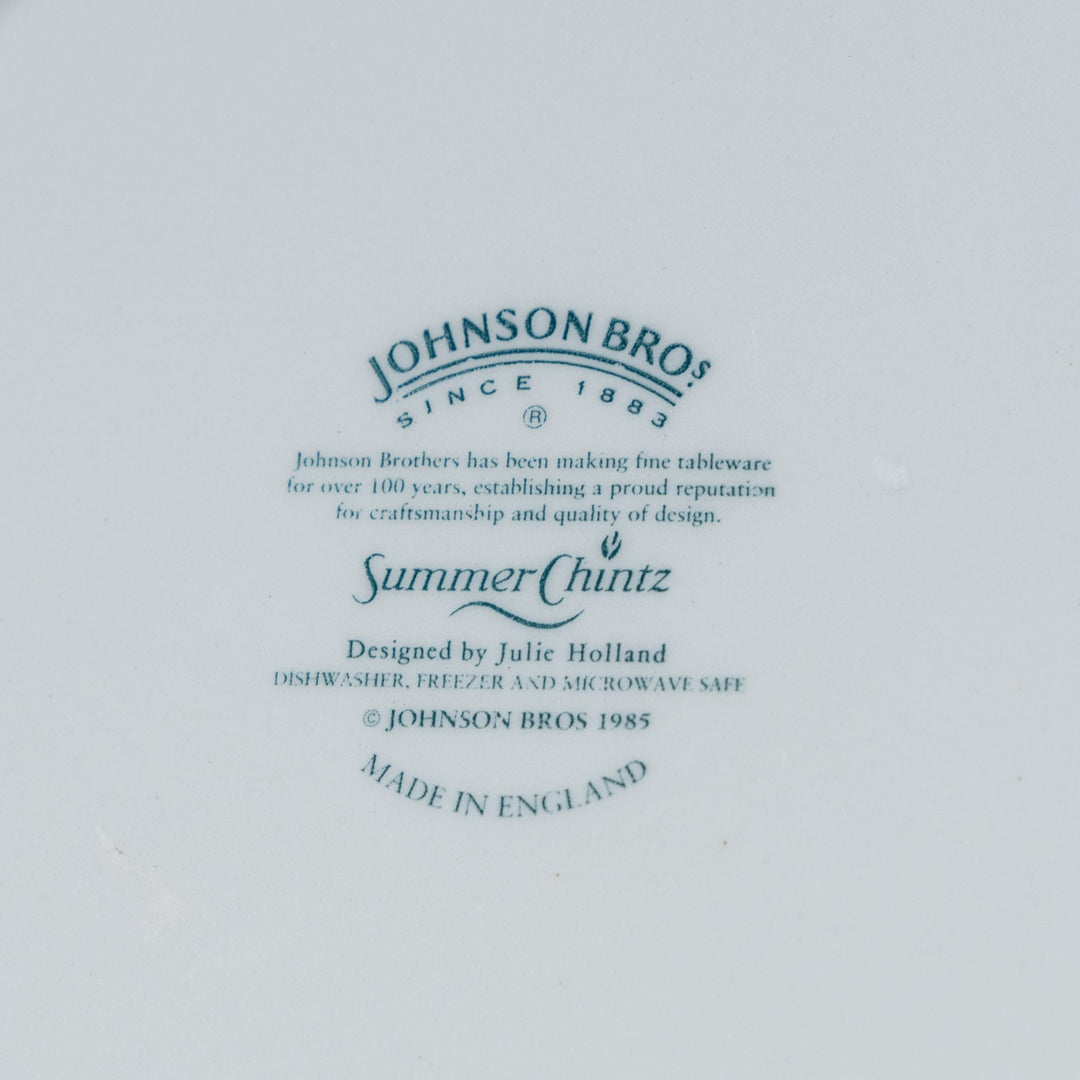 JOHNSON BROS.
SINCE 1883
®
Johnson Brothers has been making fine tableware
for over 100 years, establishing a proud reputation
for craftsmanship and quality of design.
Summer Chintz
Designed by Julie Holland
DISHWASHER, FREEZER AND MICROWAVE SAFE
© JOHNSON BROS 1985
MADE IN ENGLAND